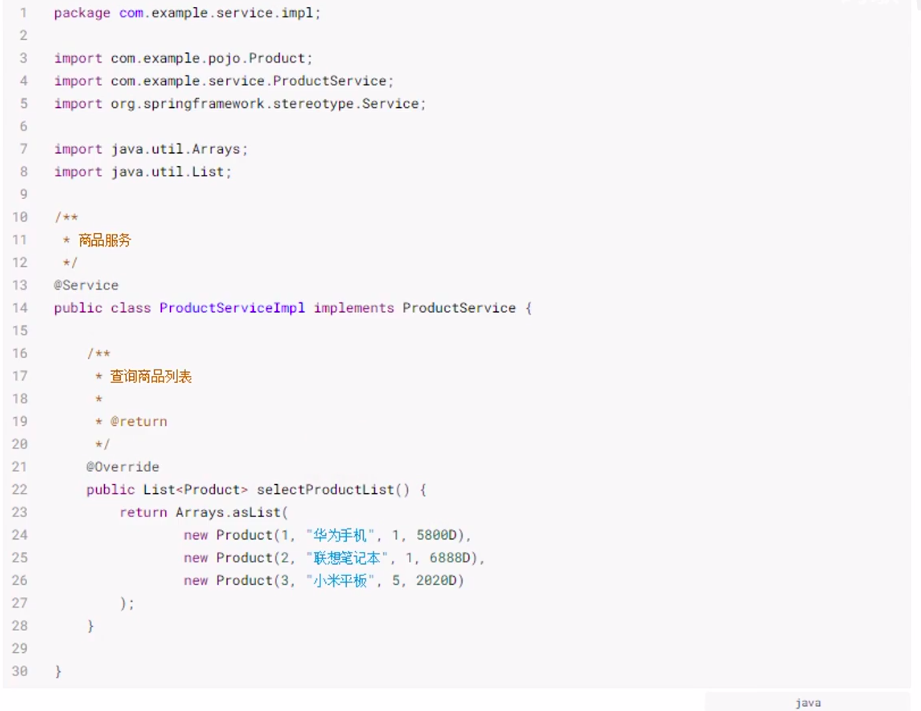 1 package com.example.service.impl;
2
3 import com.example.pojo.Product;
4 import com.example.service.ProductService;
5 import org.springframework.stereotype.Service;
6
7 import java.util.Arrays;
8 import java.util.List;
9
10 /**
11  * 商品服务
12  */
13 @Service
14 public class ProductServiceImpl implements ProductService {
15
16     /**
17      * 查询商品列表
18      *
19      * @return
20      */
21     @Override
22     public List<Product> selectProductList() {
23         return Arrays.asList(
24                 new Product(1, "华为手机", 1, 5800D),
25                 new Product(2, "联想笔记本", 1, 6888D),
26                 new Product(3, "小米平板", 5, 2020D)
27         );
28     }
29
30 }
java